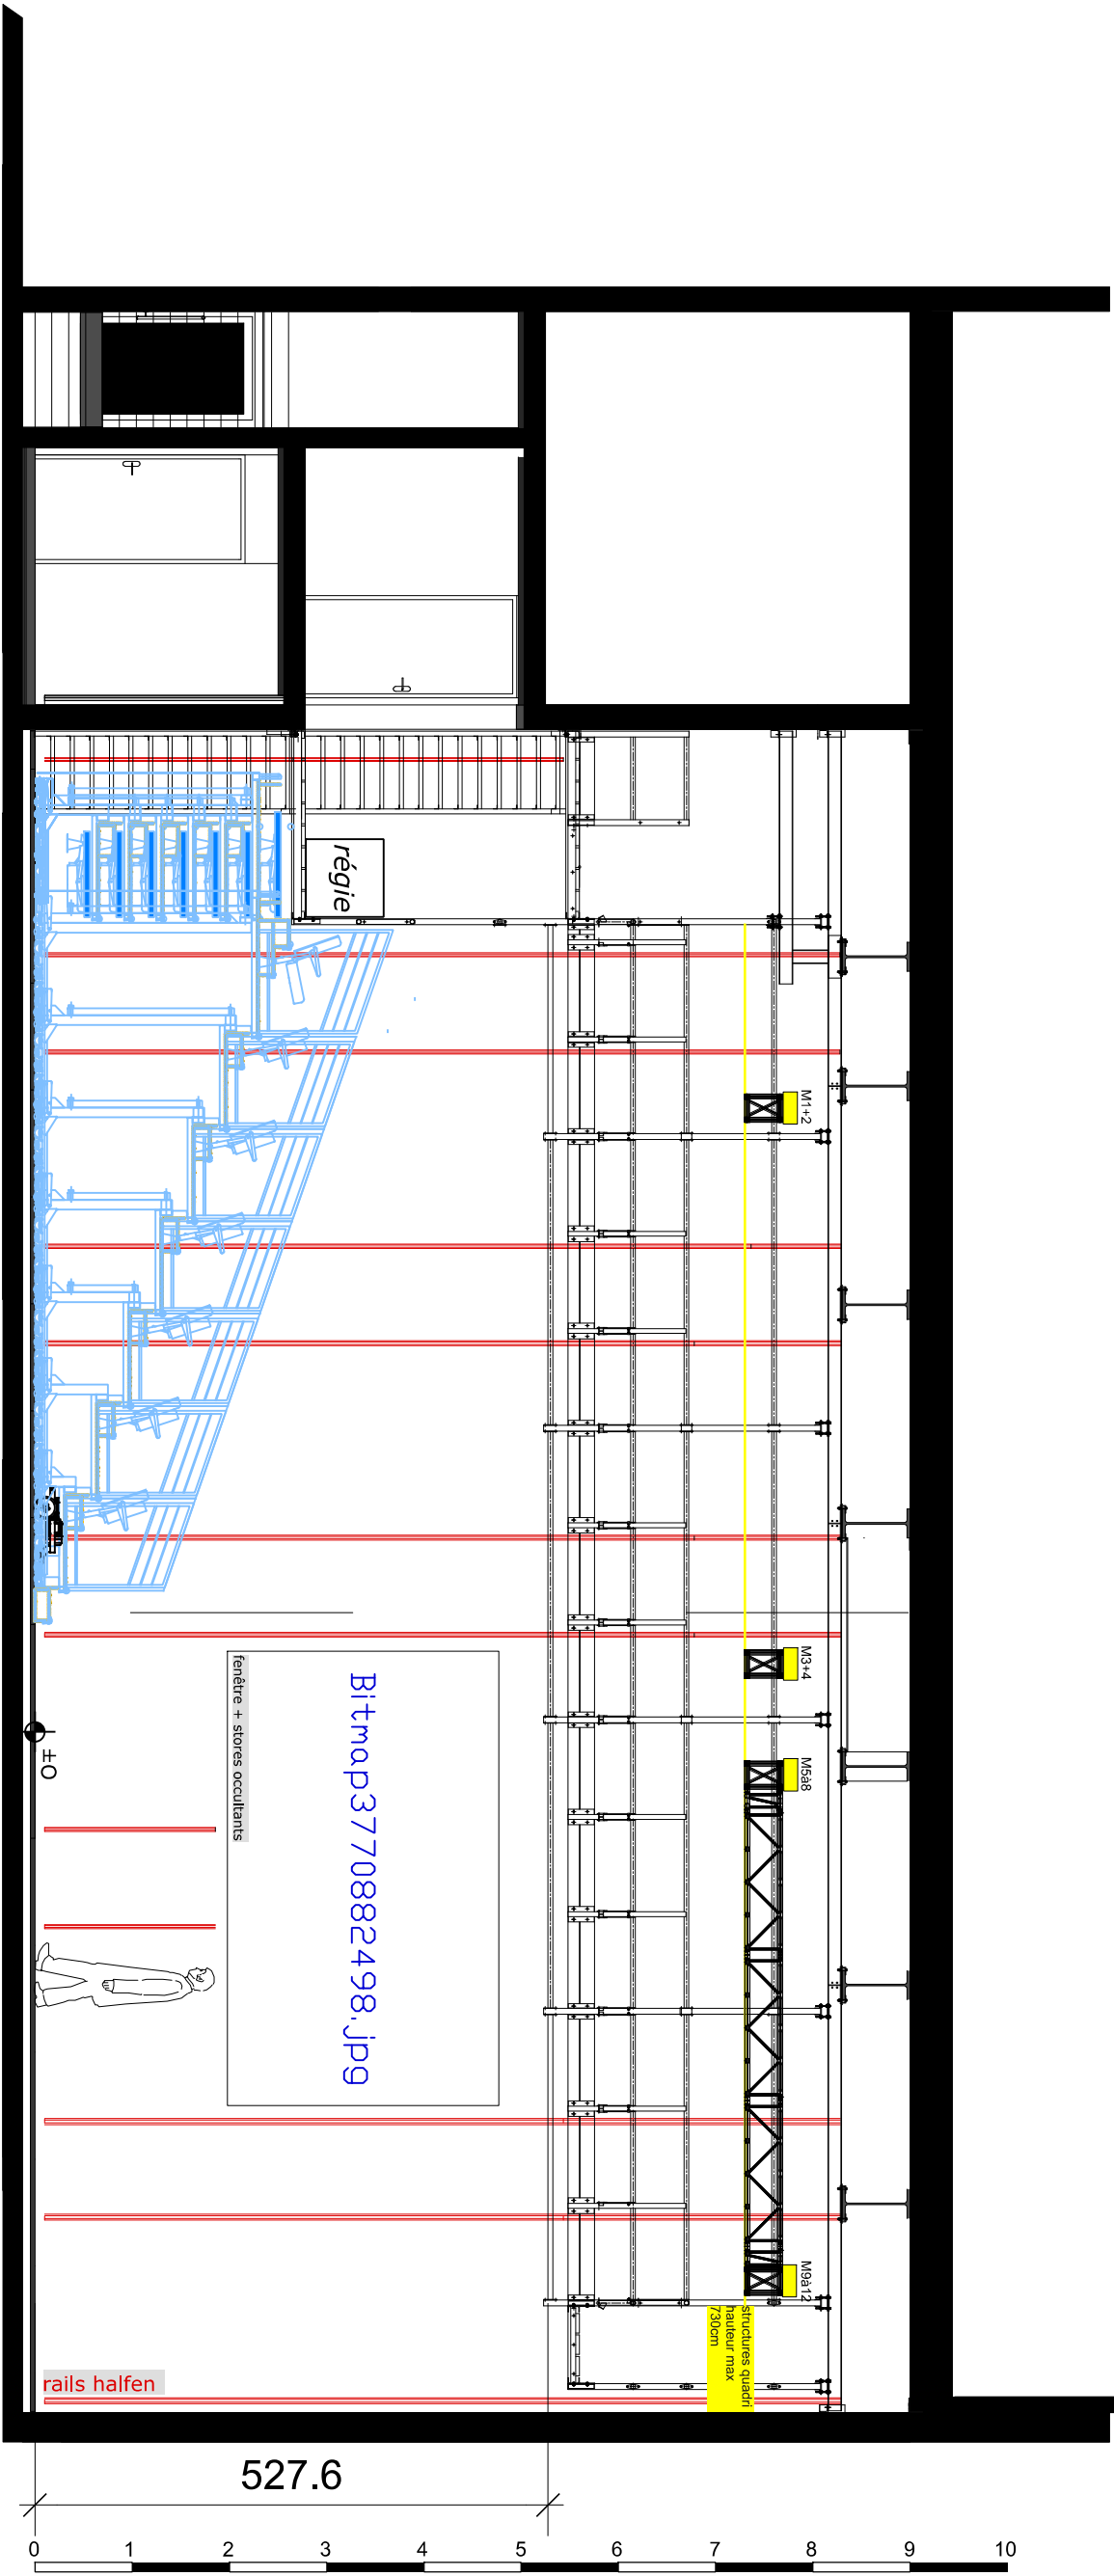 régie
M1+2
M3+4
M5à8
M9à12
Bitmap3770882498.jpg
fenêtre + stores occultants
±0
structures quadri
hauteur max
730cm
rails halfen
527.6
0 1 2 3 4 5 6 7 8 9 10